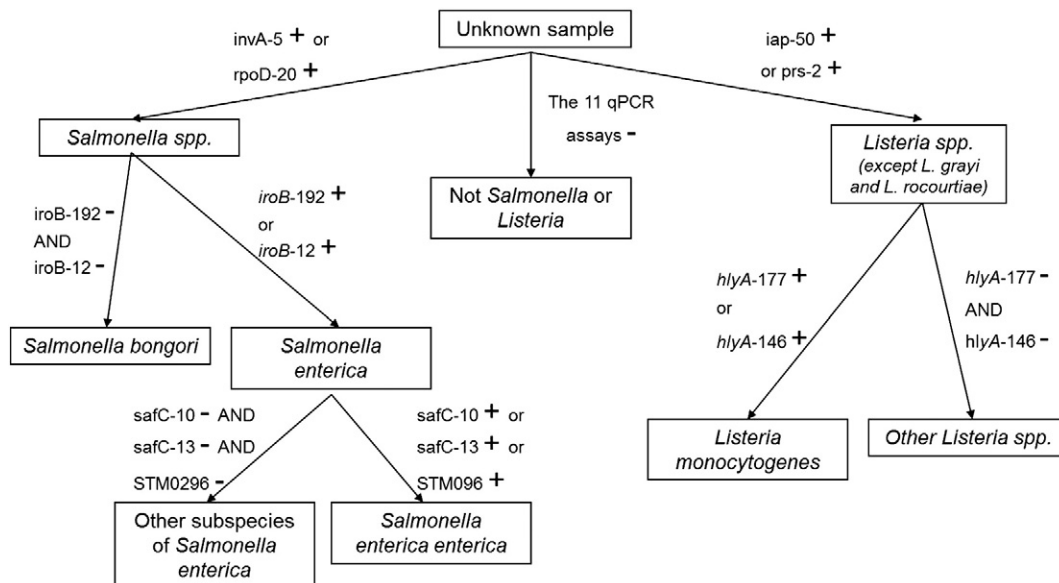 Unknown sample
invA-5 + or
rpoD-20 +
The 11 qPCR
assays -
iap-50 +
or prs-2 +
Salmonella spp.
Not Salmonella or
Listeria
Listeria spp.
(except L. grayi
and L. rocourtiae)
iroB-192 -
AND
iroB-12 -
iroB-192 +
or
iroB-12 +
hlyA-177 +
or
hlyA-146 +
hlyA-177 -
AND
hlyA-146 -
Salmonella bongori
Salmonella
enterica
Listeria
monocytogenes
Other Listeria spp.
safC-10 - AND
safC-13 - AND
STM0296 -
safC-10 + or
safC-13 + or
STM096 +
Other subspecies
of Salmonella
enterica
Salmonella
enterica enterica